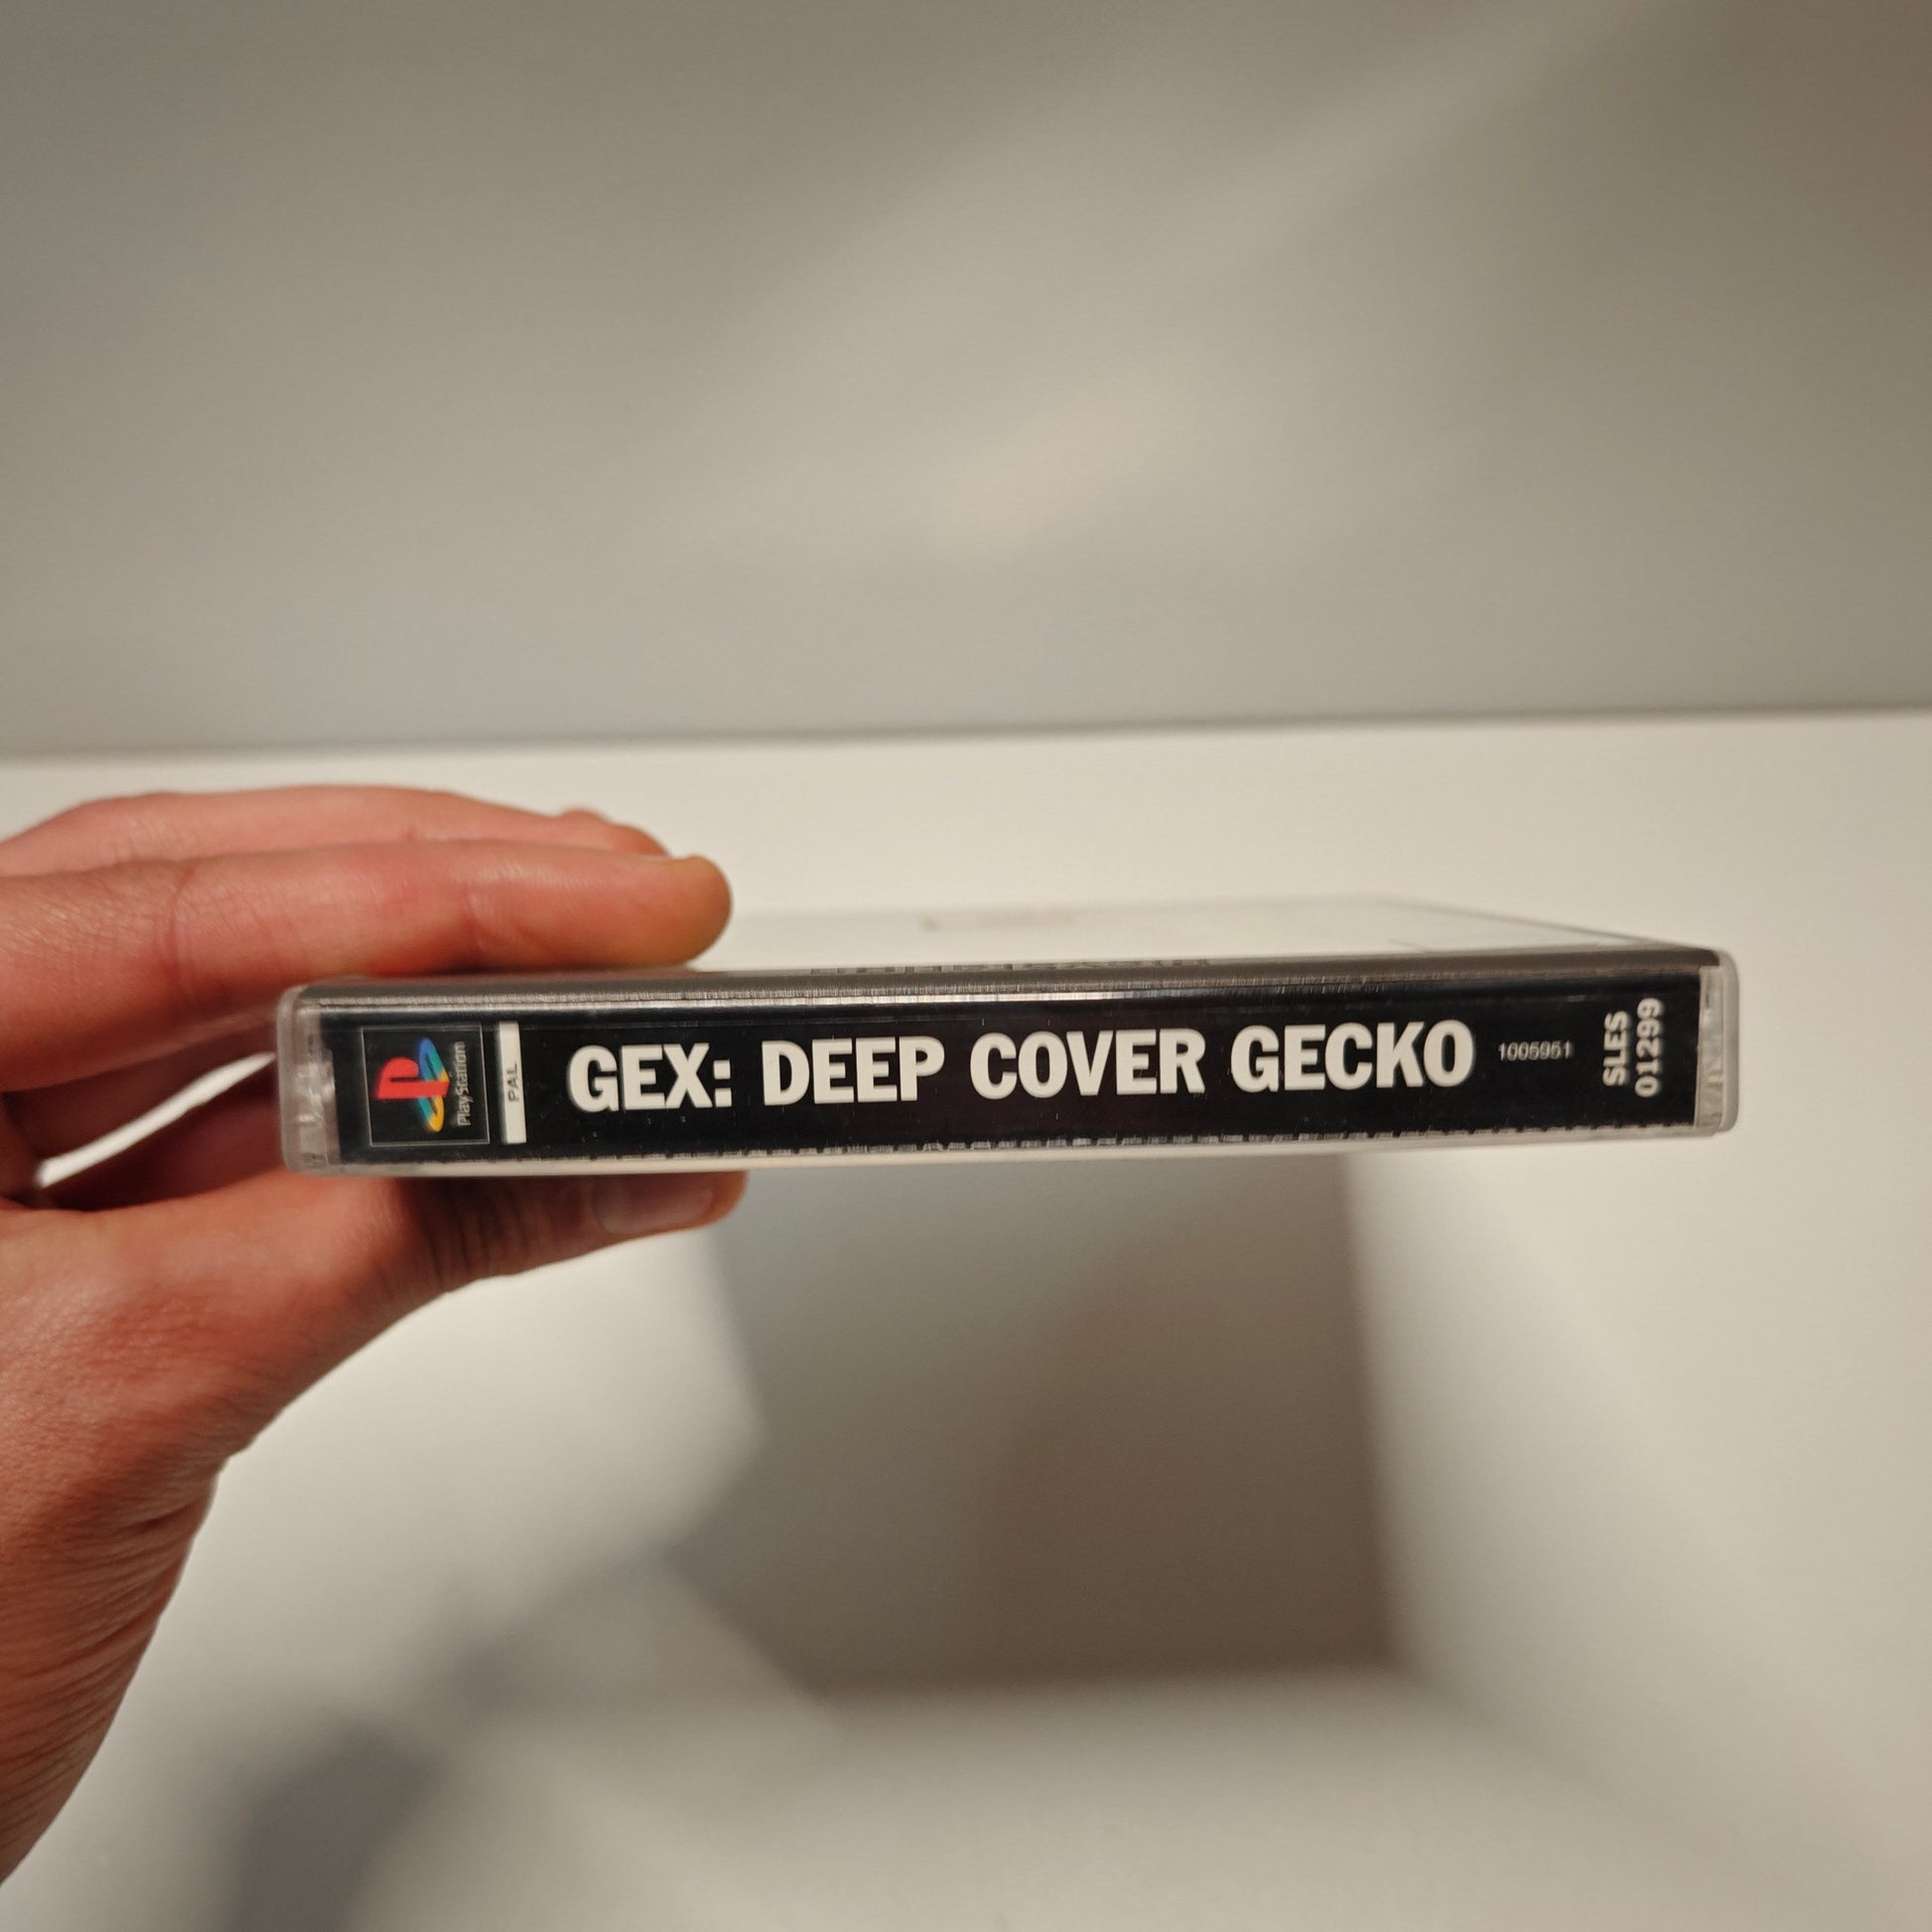 PlayStation
PAL
GEX: DEEP COVER GECKO
1005951
SLES
01299